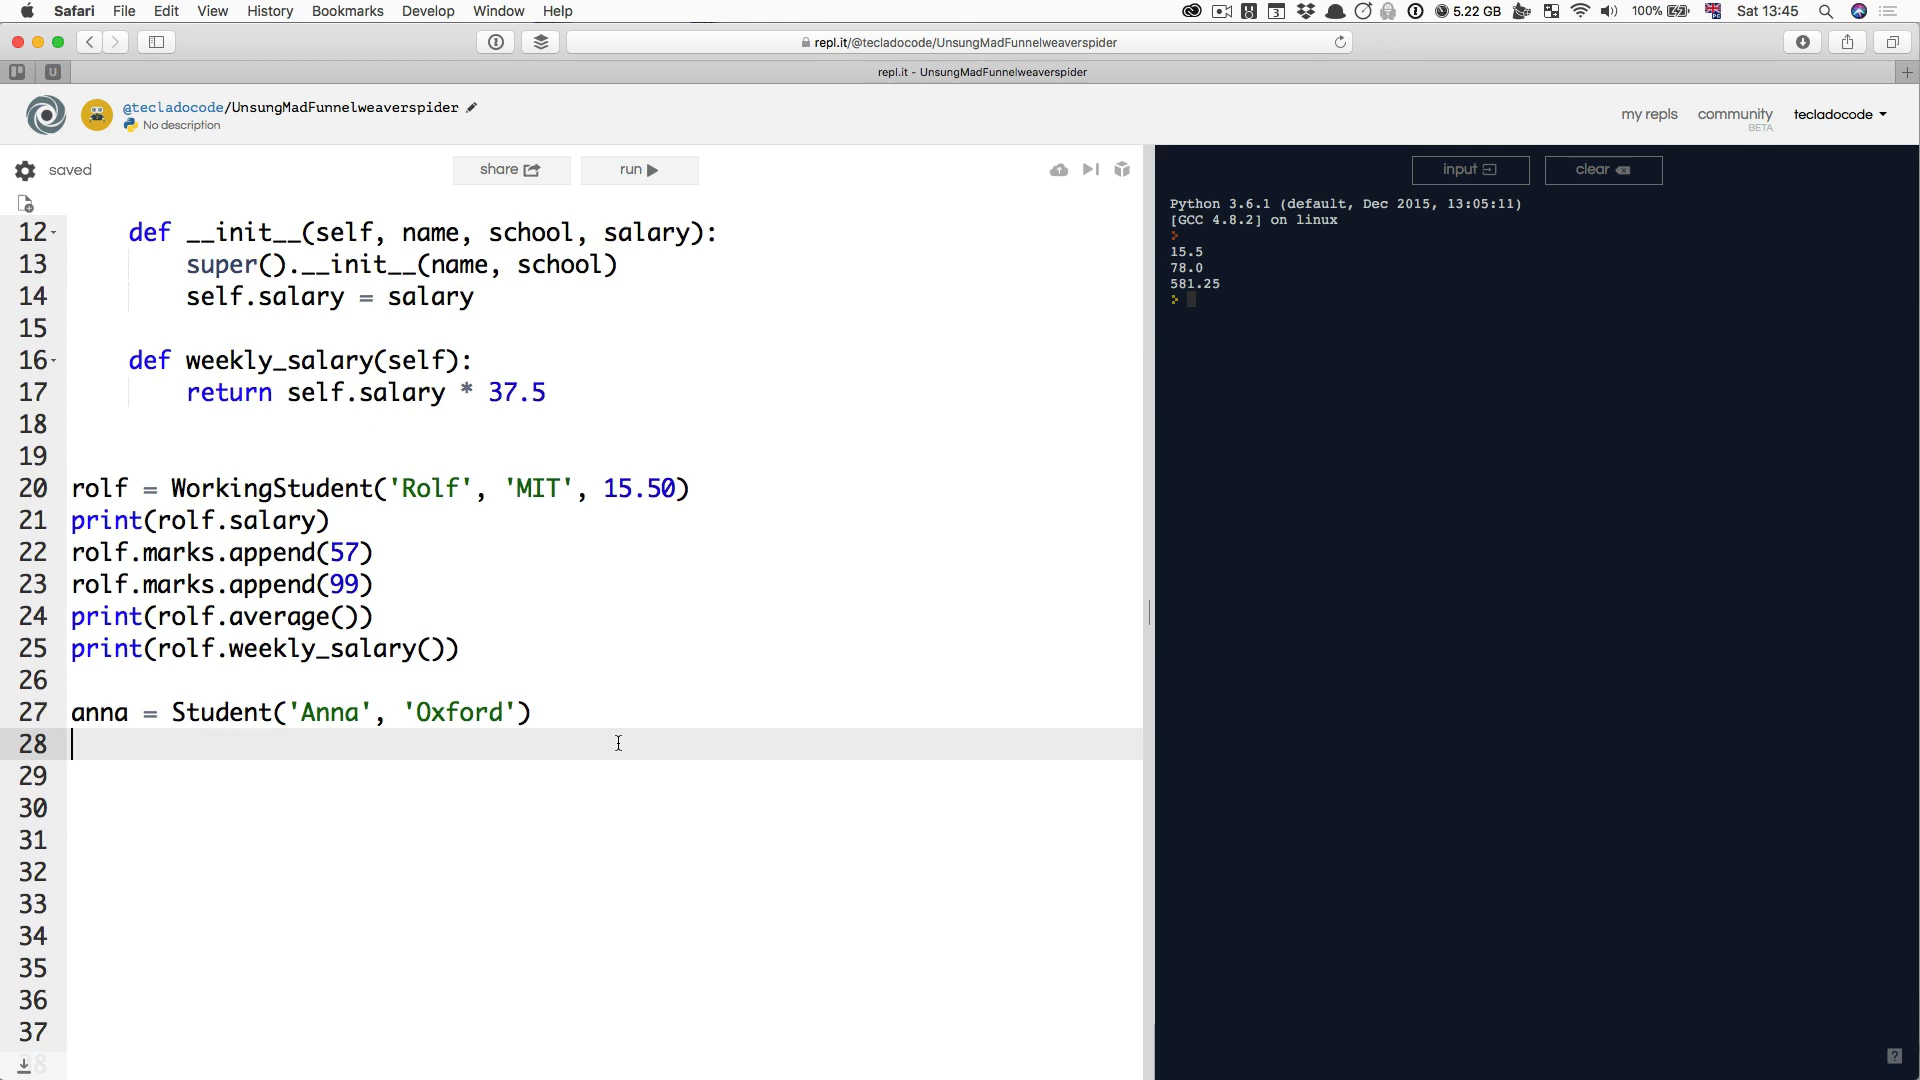 Safari File Edit View History Bookmarks Develop Window Help
3 5.22 GB 100% Sat 13:45
repl.it/@tecladocode/UnsungMadFunnelweaverspider
U repl.it - UnsungMadFunnelweaverspider
@tecladocode/UnsungMadFunnelweaverspider
No description
my repls community BETA tecladocode
saved share run
input clear
12 def __init__(self, name, school, salary):
13 super().__init__(name, school)
14 self.salary = salary
15
16 def weekly_salary(self):
17 return self.salary * 37.5
18
19
20 rolf = WorkingStudent('Rolf', 'MIT', 15.50)
21 print(rolf.salary)
22 rolf.marks.append(57)
23 rolf.marks.append(99)
24 print(rolf.average())
25 print(rolf.weekly_salary())
26
27 anna = Student('Anna', 'Oxford')
28
29
30
31
32
33
34
35
36
37
38
Python 3.6.1 (default, Dec 2015, 13:05:11)
[GCC 4.8.2] on linux
15.5
78.0
581.25
?